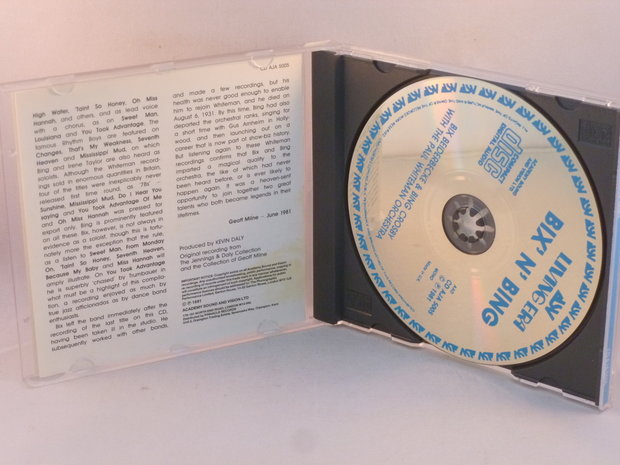 CD AJA 5005
High Water, 'Taint So Honey, Oh Miss
Hannah, and others, and as lead voice
with a chorus, as on Sweet Man,
Louisiana and You Took Advantage. The
famous Rhythm Boys are featured on
Changes, That's My Weakness, Seventh
Heaven and Mississippi Mud, on which
Bing and Irene Taylor are also heard as
soloists. Although the Whiteman record-
ings sold in enormous quantities in Britain,
four of the titles were inexplicably never
released first time round, as '78s' –
Sunshine, Mississippi Mud, Do I Hear You
Saying and You Took Advantage Of Me
and Oh Miss Hannah was pressed for
export only. Bing is prominently featured
on all these. Bix, however, is not always in
evidence as a soloist, though this is fortu-
nately more the exception that the rule,
as a listen to Sweet Man, From Monday
On, 'Taint So Honey, Seventh Heaven,
Because My Baby and Miss Hannah will
amply illustrate. On You Took Advantage
he is superbly 'chased' by Trumbauer in
what must be a highlight of this compila-
tion, a recording enjoyed as much by
true jazz aficionados as by dance band
enthusiasts.
Bix left the band immediately after the
recording of the last title on this CD,
having been taken ill in the studio. He
subsequently worked with other bands,
and made a few recordings, but his
health was never good enough to enable
him to rejoin Whiteman, and he died on
August 6, 1931. By this time, Bing had also
departed the orchestral ranks, singing for
a short time with Gus Arnheim in Holly-
wood, and then launching out on a
career that is now part of show-biz history.
But listening again to these Whiteman
recordings confirms that Bix and Bing
imparted a magical quality to the
orchestra, the like of which had never
been heard before, or is ever likely to
happen again. It was a heaven-sent
opportunity to join together two great
talents who both became legends in their
lifetimes.
Geoff Milne – June 1981
Produced by KEVIN DALY
Original recording from
The Jennings & Daly Collection
and the Collection of Geoff Milne
℗ © 1981
ACADEMY SOUND AND VISION LTD
LIVING ERA
BIX 'N' BING
BIX BEIDERBECKE & BING CROSBY
WITH THE PAUL WHITEMAN ORCHESTRA
COMPACT
disc
DIGITAL AUDIO
CD AJA 5005